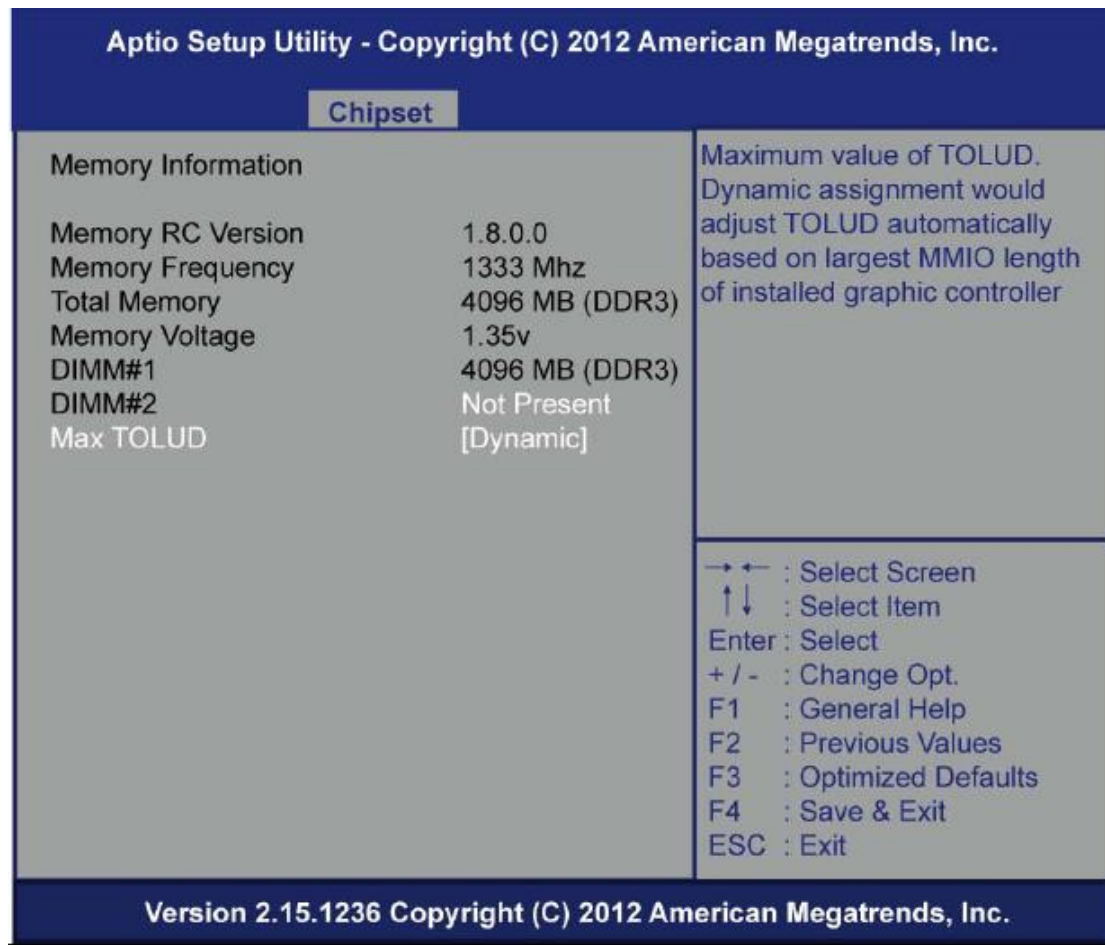 Aptio Setup Utility - Copyright (C) 2012 American Megatrends, Inc.
Chipset
Memory Information
Memory RC Version 1.8.0.0
Memory Frequency 1333 Mhz
Total Memory 4096 MB (DDR3)
Memory Voltage 1.35v
DIMM#1 4096 MB (DDR3)
DIMM#2 Not Present
Max TOLUD [Dynamic]
Maximum value of TOLUD.
Dynamic assignment would
adjust TOLUD automatically
based on largest MMIO length
of installed graphic controller
→ ← : Select Screen
↑↓ : Select Item
Enter : Select
+ / - : Change Opt.
F1 : General Help
F2 : Previous Values
F3 : Optimized Defaults
F4 : Save & Exit
ESC : Exit
Version 2.15.1236 Copyright (C) 2012 American Megatrends, Inc.